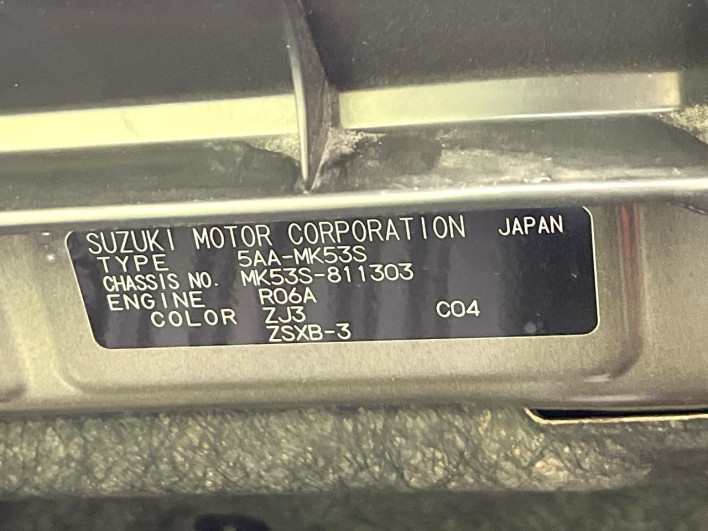 SUZUKI MOTOR CORPORATION JAPAN
TYPE 5AA-MK53S
CHASSIS NO. MK53S-811303
ENGINE R06A
COLOR ZJ3 C04
ZSXB-3